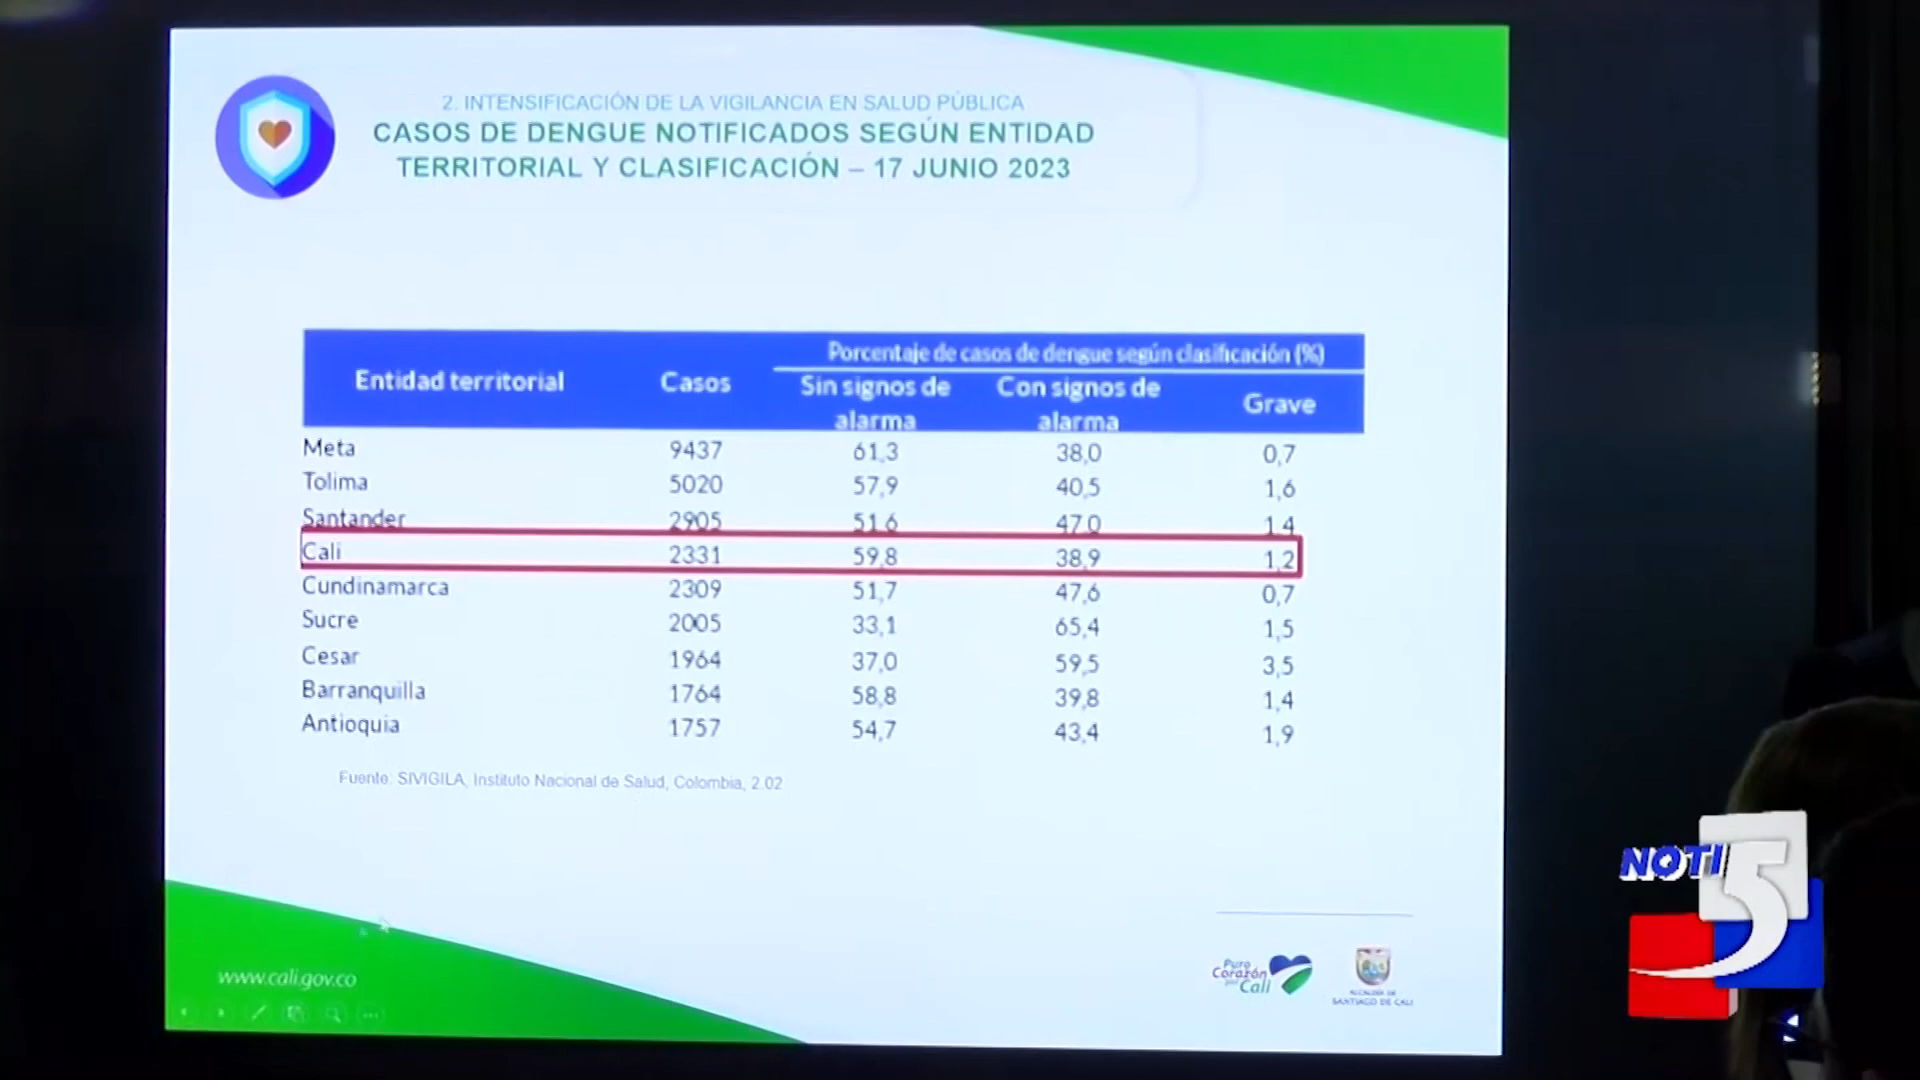 2. INTENSIFICACIÓN DE LA VIGILANCIA EN SALUD PÚBLICA
CASOS DE DENGUE NOTIFICADOS SEGÚN ENTIDAD
TERRITORIAL Y CLASIFICACIÓN – 17 JUNIO 2023
Porcentaje de casos de dengue según clasificación (%)
Entidad territorial Casos Sin signos de alarma Con signos de alarma Grave
Meta 9437 61,3 38,0 0,7
Tolima 5020 57,9 40,5 1,6
Santander 2905 51,6 47,0 1,4
Cali 2331 59,8 38,9 1,2
Cundinamarca 2309 51,7 47,6 0,7
Sucre 2005 33,1 65,4 1,5
Cesar 1964 37,0 59,5 3,5
Barranquilla 1764 58,8 39,8 1,4
Antioquia 1757 54,7 43,4 1,9
Fuente: SIVIGILA, Instituto Nacional de Salud, Colombia, 2.02
www.cali.gov.co
Puro
Corazón
por
Cali
ALCALDÍA DE
SANTIAGO DE CALI
NOTI 5